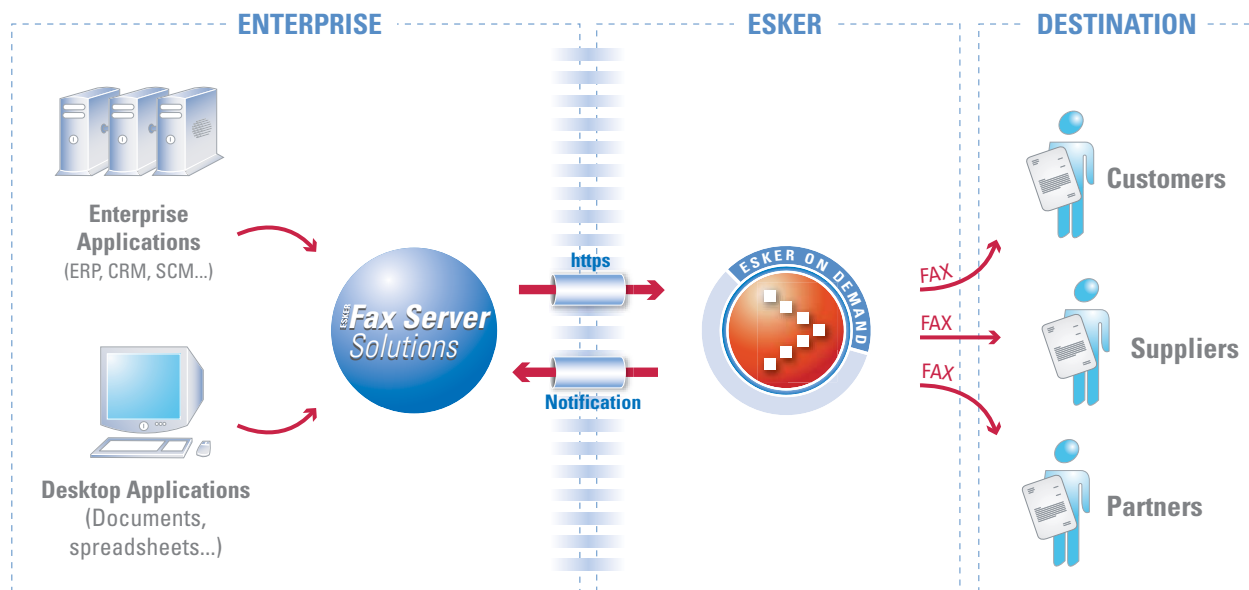 ENTERPRISE
ESKER
DESTINATION
Enterprise
Applications
(ERP, CRM, SCM...)
Desktop Applications
(Documents,
spreadsheets...)
ESKER Fax Server
Solutions
https
Notification
ESKER ON DEMAND
FAX
FAX
FAX
Customers
Suppliers
Partners